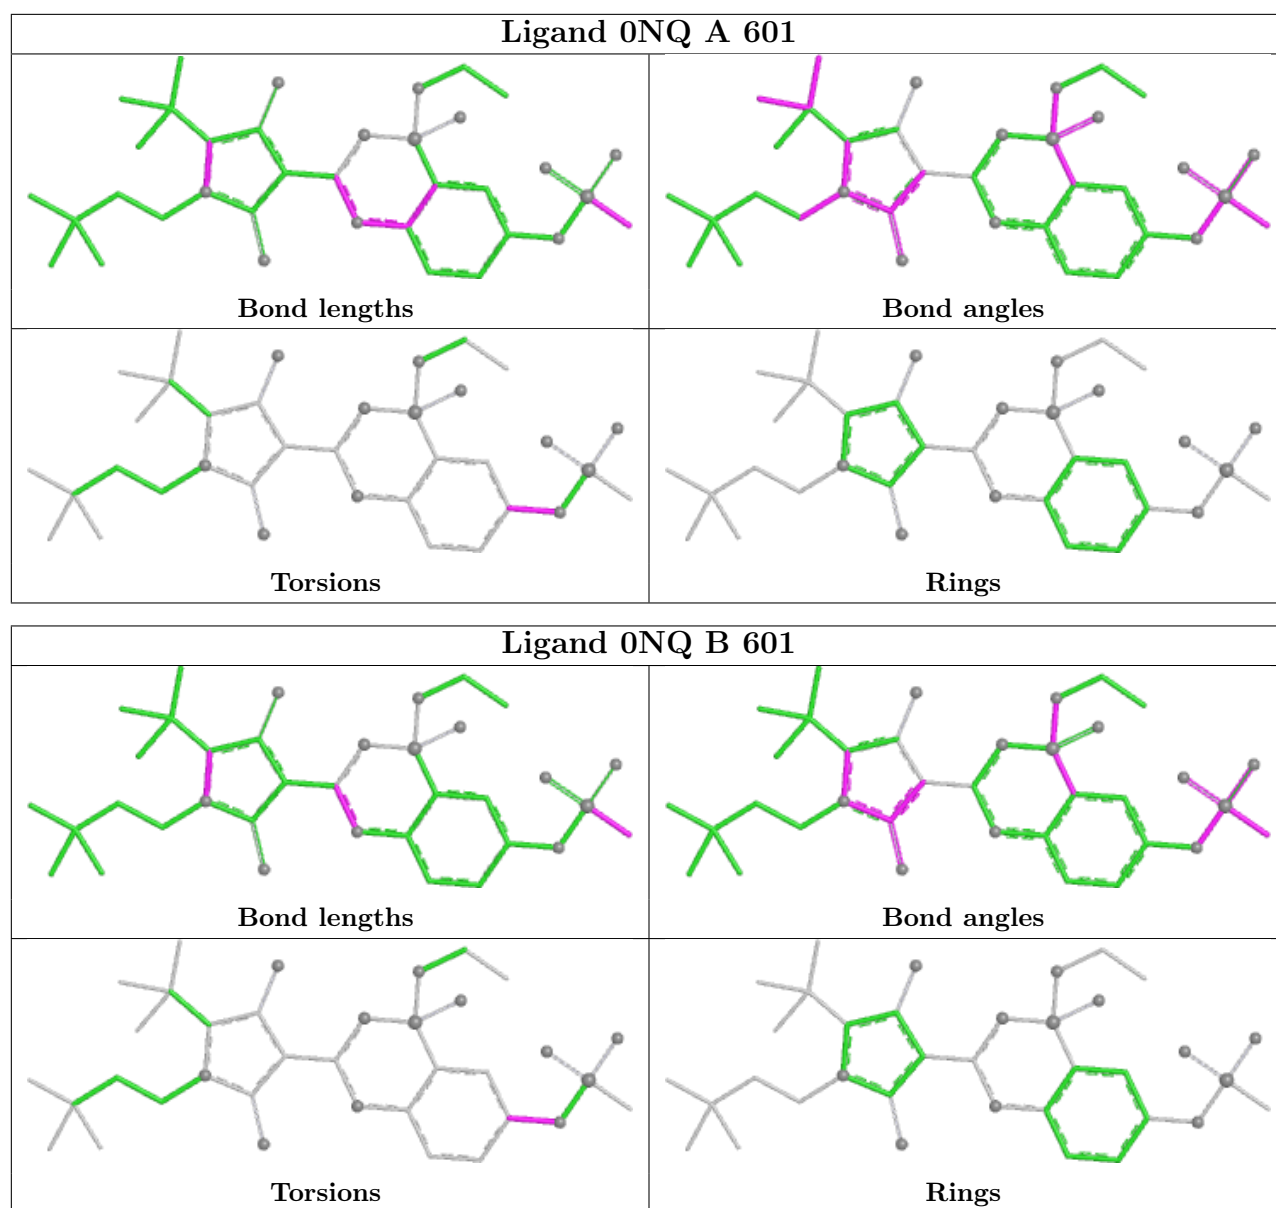 Ligand 0NQ A 601
Bond lengths
Bond angles
Torsions
Rings
Ligand 0NQ B 601
Bond lengths
Bond angles
Torsions
Rings